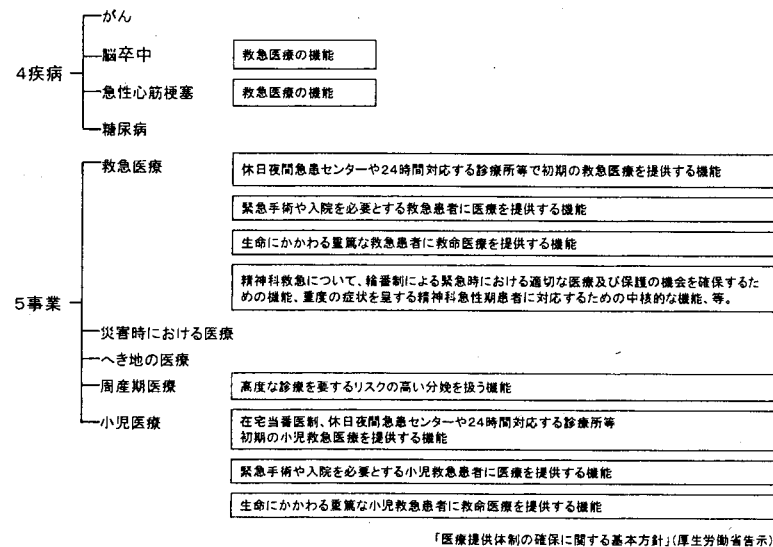 がん
4疾病
脳卒中
救急医療の機能
急性心筋梗塞
救急医療の機能
糖尿病
5事業
救急医療
休日夜間急患センターや24時間対応する診療所等で初期の救急医療を提供する機能
緊急手術や入院を必要とする救急患者に医療を提供する機能
生命にかかわる重篤な救急患者に救命医療を提供する機能
精神科救急について、輪番制による緊急時における適切な医療及び保護の機会を確保するた
めの機能、重度の症状を呈する精神科急性期患者に対応するための中核的な機能、等。
災害時における医療
へき地の医療
周産期医療
高度な診療を要するリスクの高い分娩を扱う機能
小児医療
在宅当番医制、休日夜間急患センターや24時間対応する診療所等
初期の小児救急医療を提供する機能
緊急手術や入院を必要とする小児救急患者に医療を提供する機能
生命にかかわる重篤な小児救急患者に救命医療を提供する機能
「医療提供体制の確保に関する基本方針」(厚生労働省告示)